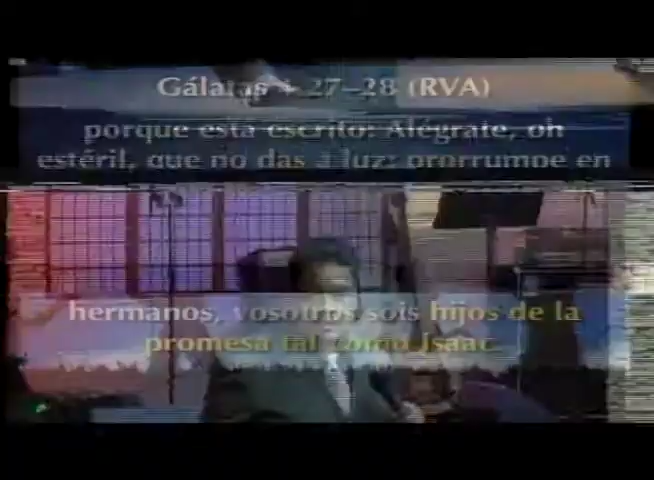 Gálatas 4 27-28 (RVA)
porque está escrito: Alégrate, oh
estéril, que no das a luz; prorrumpe en
hermanos, vosotros sois hijos de la
promesa tal como Isaac